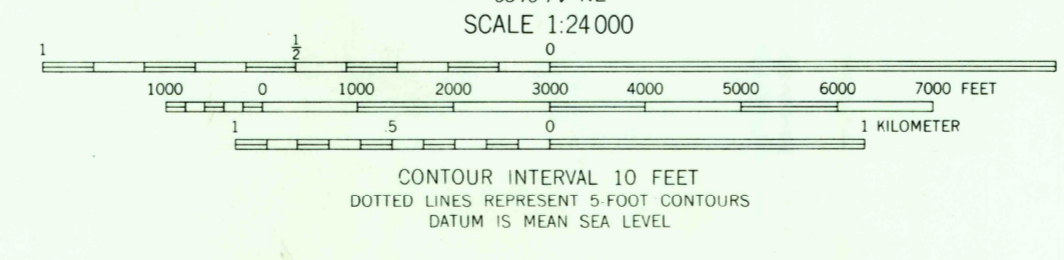 SCALE 1:24 000
1 1/2 0
1000 0 1000 2000 3000 4000 5000 6000 7000 FEET
1 .5 0 1 KILOMETER
CONTOUR INTERVAL 10 FEET
DOTTED LINES REPRESENT 5-FOOT CONTOURS
DATUM IS MEAN SEA LEVEL